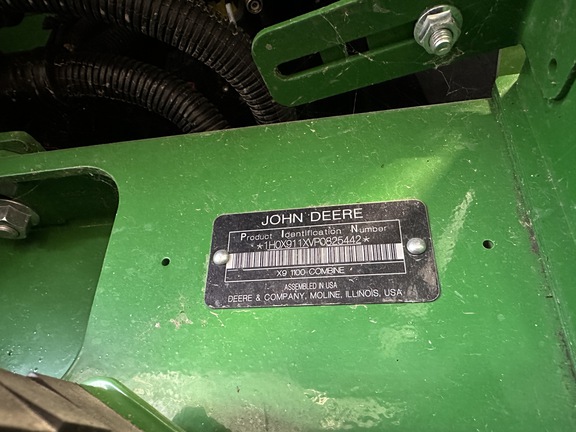 JOHN DEERE
Product Identification Number
*1H0X911XVP0825442*
X9 1100 COMBINE
ASSEMBLED IN USA
DEERE & COMPANY, MOLINE, ILLINOIS, USA